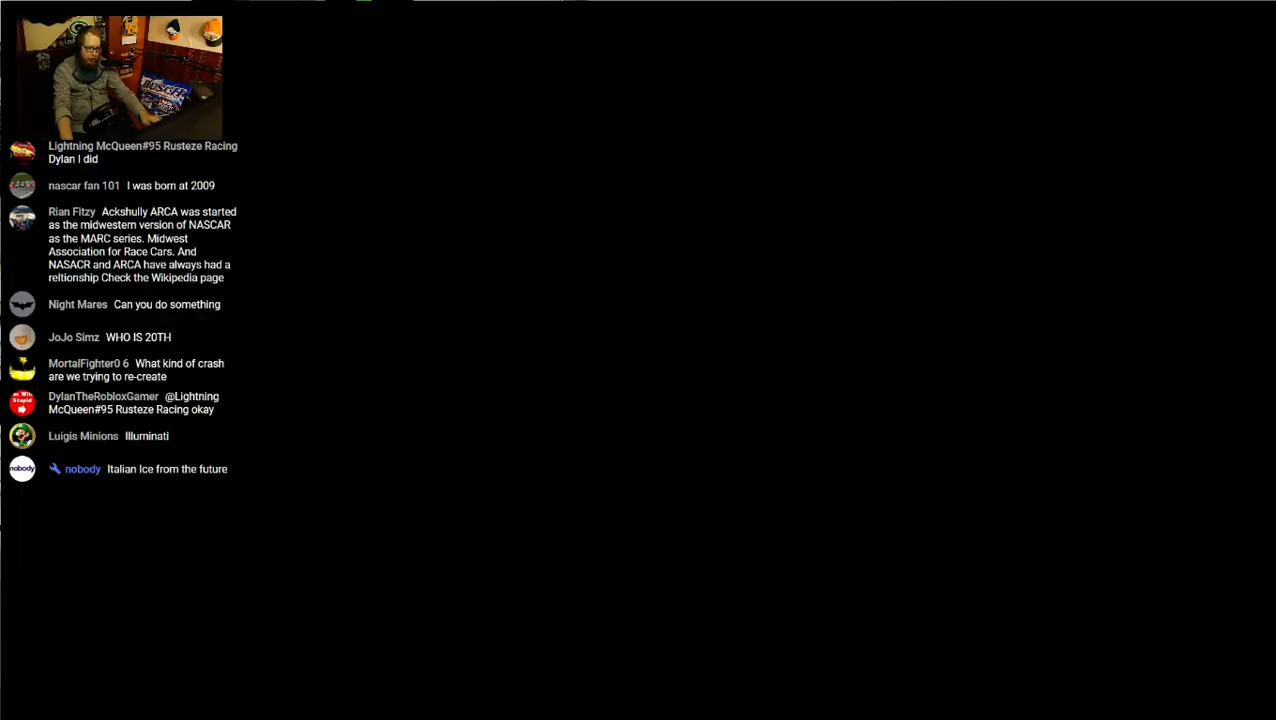 BUSCH
Lightning McQueen#95 Rusteze Racing
Dylan I did
nascar fan 101 I was born at 2009
Rian Fitzy Ackshully ARCA was started
as the midwestern version of NASCAR
as the MARC series. Midwest
Association for Race Cars. And
NASACR and ARCA have always had a
reltionship Check the Wikipedia page
Night Mares Can you do something
JoJo Simz WHO IS 20TH
MortalFighter0 6 What kind of crash
are we trying to re-create
Stupid
DylanTheRobloxGamer @Lightning
McQueen#95 Rusteze Racing okay
Luigis Minions Illuminati
nobody nobody Italian Ice from the future